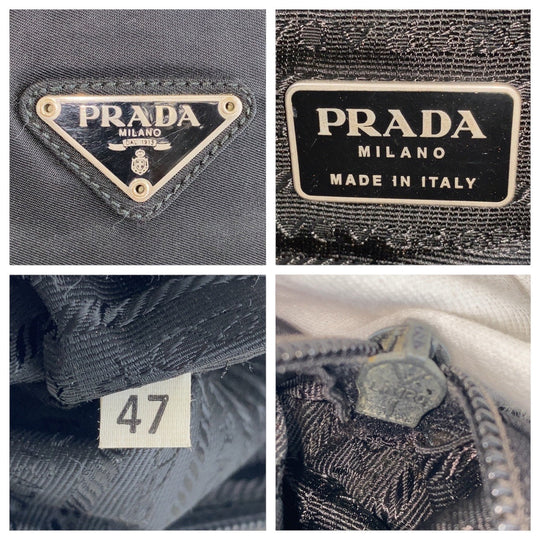 PRADA
MILANO
DAL 1913
PRADA
MILANO
MADE IN ITALY
47